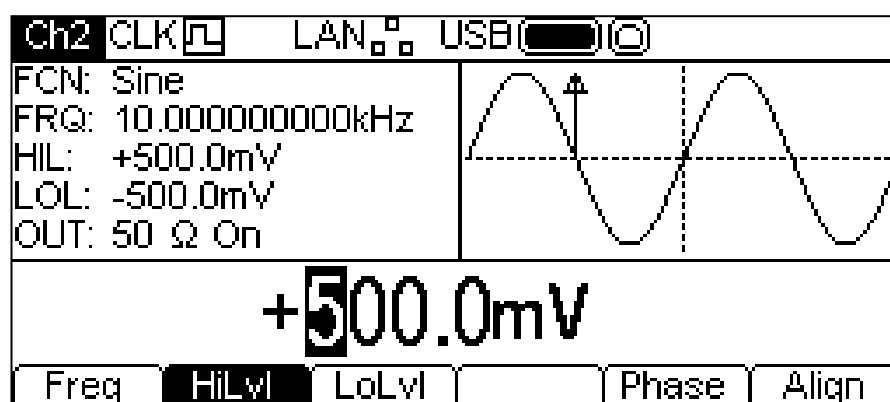 Ch2 CLK LAN USB
FCN: Sine
FRQ: 10.000000000kHz
HIL: +500.0mV
LOL: -500.0mV
OUT: 50 Ω On
+500.0mV
Freq HiLvl LoLvl Phase Align